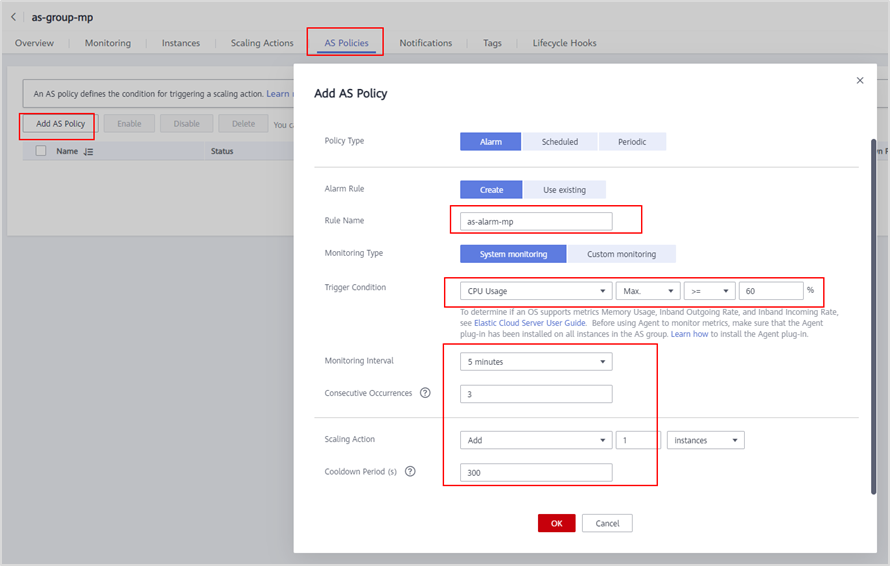 as-group-mp
Overview Monitoring Instances Scaling Actions AS Policies Notifications Tags Lifecycle Hooks
An AS policy defines the condition for triggering a scaling action. Learn
Add AS Policy Enable Disable Delete You ca
Name Status
Add AS Policy
Policy Type Alarm Scheduled Periodic
Alarm Rule Create Use existing
Rule Name as-alarm-mp
Monitoring Type System monitoring Custom monitoring
Trigger Condition CPU Usage Max. >= 60 %
To determine if an OS supports metrics Memory Usage, Inband Outgoing Rate, and Inband Incoming Rate,
see Elastic Cloud Server User Guide. Before using Agent to monitor metrics, make sure that the Agent
plug-in has been installed on all instances in the AS group. Learn how to install the Agent plug-in.
Monitoring Interval 5 minutes
Consecutive Occurrences ? 3
Scaling Action Add 1 instances
Cooldown Period (s) ? 300
OK Cancel